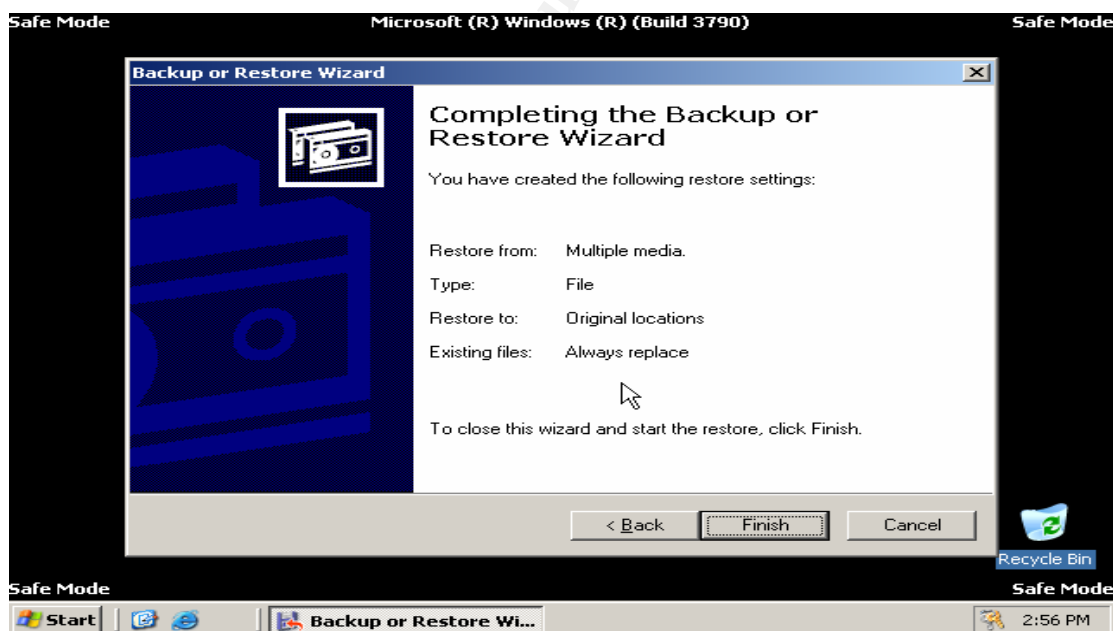 Safe Mode Microsoft (R) Windows (R) (Build 3790) Safe Mode
Backup or Restore Wizard
Completing the Backup or
Restore Wizard
You have created the following restore settings:
Restore from: Multiple media.
Type: File
Restore to: Original locations
Existing files: Always replace
To close this wizard and start the restore, click Finish.
< Back Finish Cancel
Recycle Bin
Safe Mode Safe Mode
Start Backup or Restore Wi... 2:56 PM